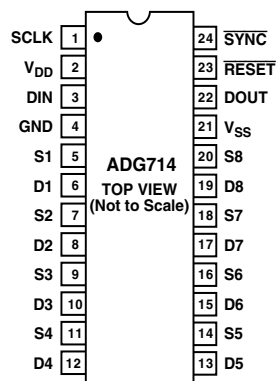 SCLK 1 24 SYNC
VDD 2 23 RESET
DIN 3 22 DOUT
GND 4 21 VSS
S1 5 20 S8
D1 6 19 D8
S2 7 18 S7
D2 8 17 D7
S3 9 16 S6
D3 10 15 D6
S4 11 14 S5
D4 12 13 D5
ADG714
TOP VIEW
(Not to Scale)